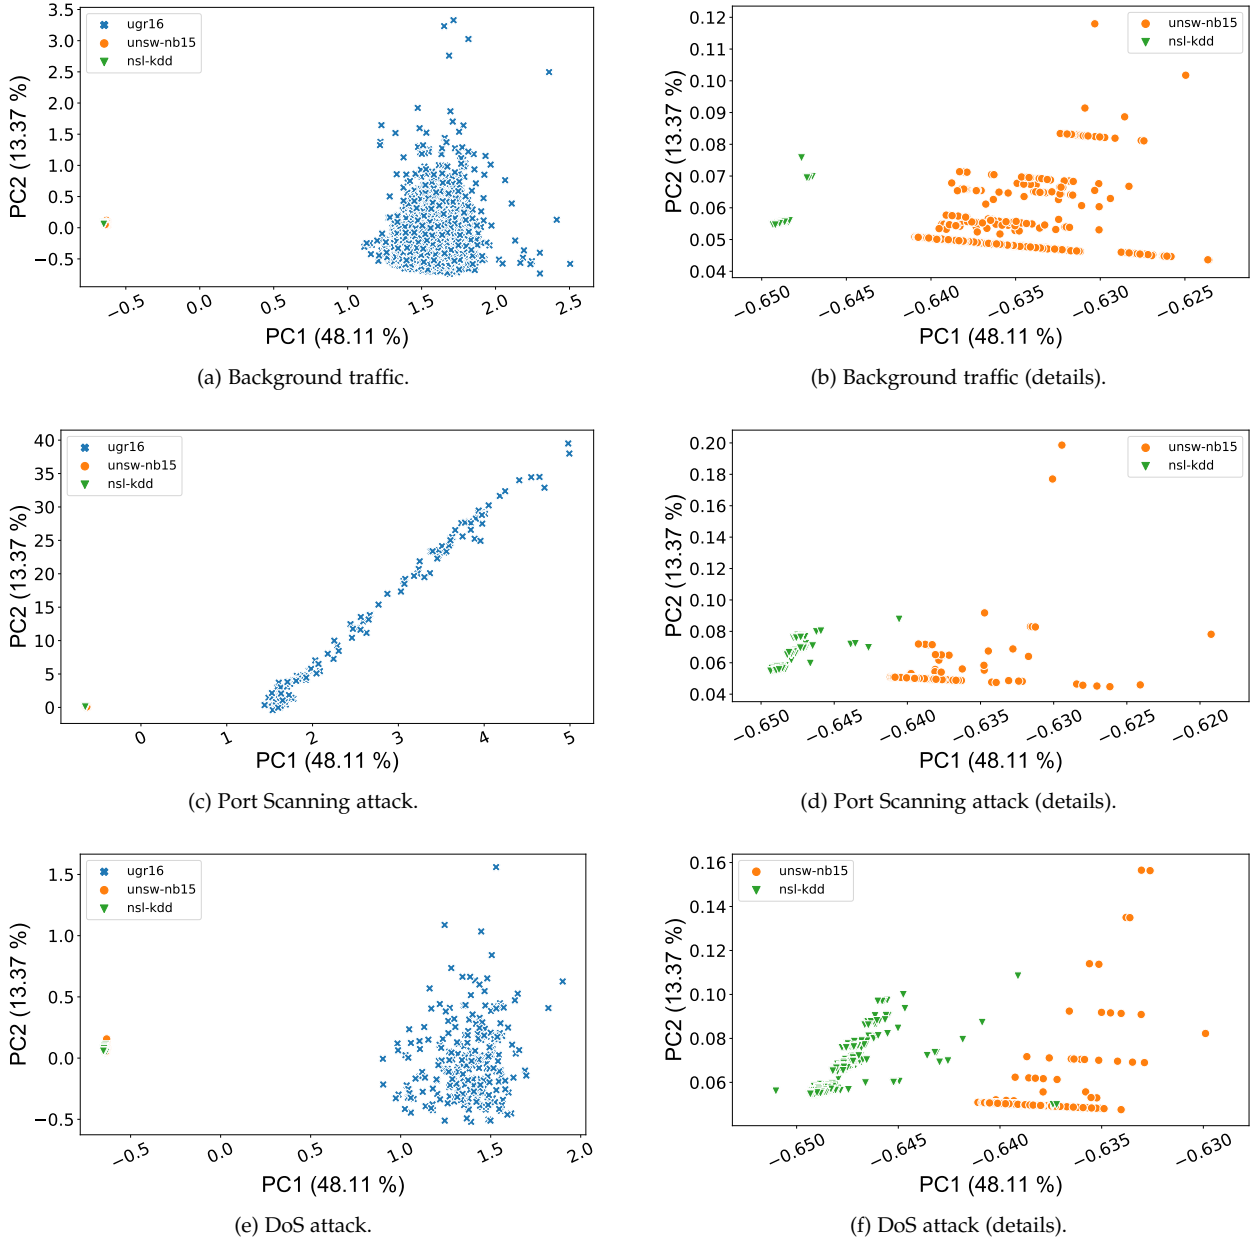 3.5
3.0
2.5
2.0
1.5
1.0
0.5
0.0
−0.5
PC2 (13.37 %)
ugr16
unsw-nb15
nsl-kdd
−0.5
0.0
0.5
1.0
1.5
2.0
2.5
PC1 (48.11 %)
(a) Background traffic.
0.12
0.10
0.08
0.07
0.06
0.05
0.04
PC2 (13.37 %)
unsw-nb15
nsl-kdd
−0.650
−0.645
−0.640
−0.635
−0.630
−0.625
PC1 (48.11 %)
(b) Background traffic (details).
40
35
30
25
20
15
10
5
0
PC2 (13.37 %)
ugr16
unsw-nb15
nsl-kdd
0
1
2
3
4
5
PC1 (48.11 %)
(c) Port Scanning attack.
0.20
0.18
0.16
0.14
0.12
0.10
0.08
0.06
0.04
PC2 (13.37 %)
unsw-nb15
nsl-kdd
−0.650
−0.645
−0.640
−0.635
−0.630
−0.625
−0.620
PC1 (48.11 %)
(d) Port Scanning attack (details).
1.5
1.0
0.5
0.0
−0.5
PC2 (13.37 %)
ugr16
unsw-nb15
nsl-kdd
−0.5
0.0
0.5
1.0
1.5
2.0
PC1 (48.11 %)
(e) DoS attack.
0.16
0.14
0.12
0.10
0.08
0.06
PC2 (13.37 %)
unsw-nb15
nsl-kdd
−0.650
−0.645
−0.640
−0.635
−0.630
PC1 (48.11 %)
(f) DoS attack (details).